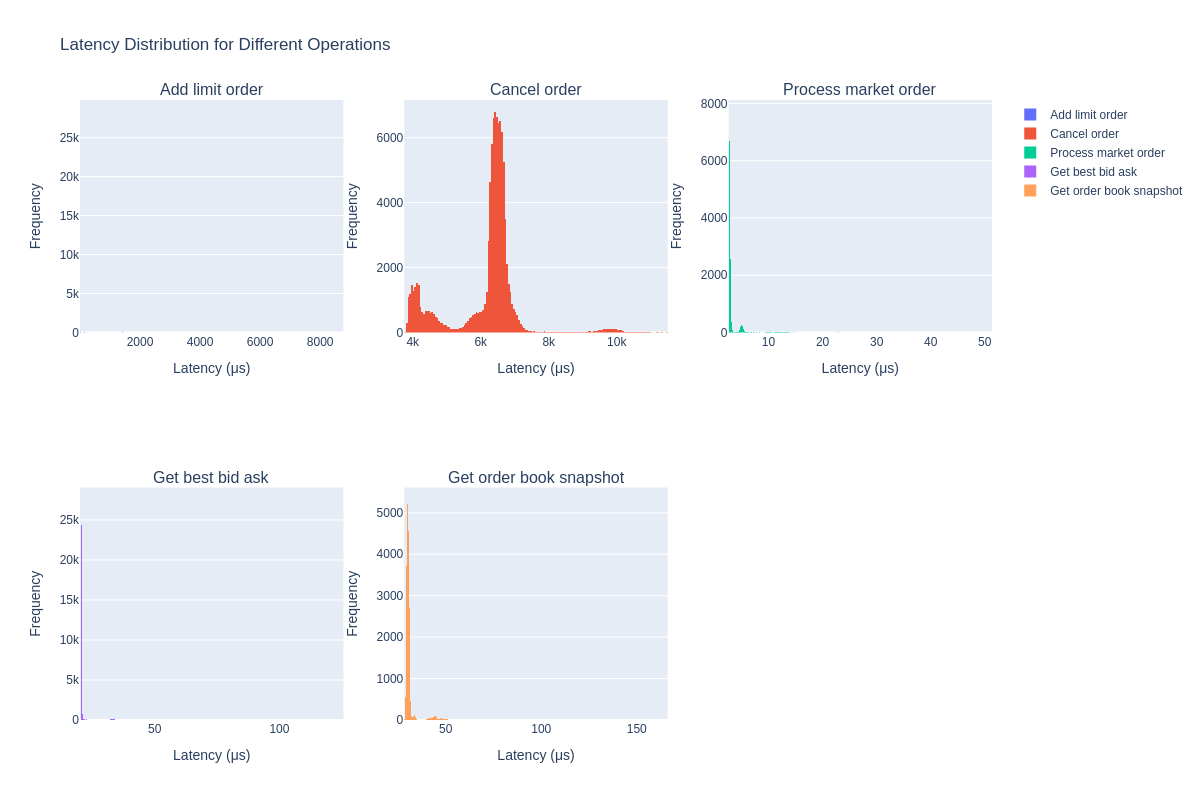 Latency Distribution for Different Operations
Add limit order
Cancel order
Process market order
25k
20k
15k
10k
5k
0
Frequency
2000
4000
6000
8000
Latency (μs)
6000
4000
2000
0
Frequency
4k
6k
8k
10k
Latency (μs)
8000
6000
4000
2000
0
Frequency
10
20
30
40
50
Latency (μs)
Add limit order
Cancel order
Process market order
Get best bid ask
Get order book snapshot
Get best bid ask
Get order book snapshot
25k
20k
15k
10k
5k
0
Frequency
50
100
Latency (μs)
5000
4000
3000
2000
1000
0
Frequency
50
100
150
Latency (μs)